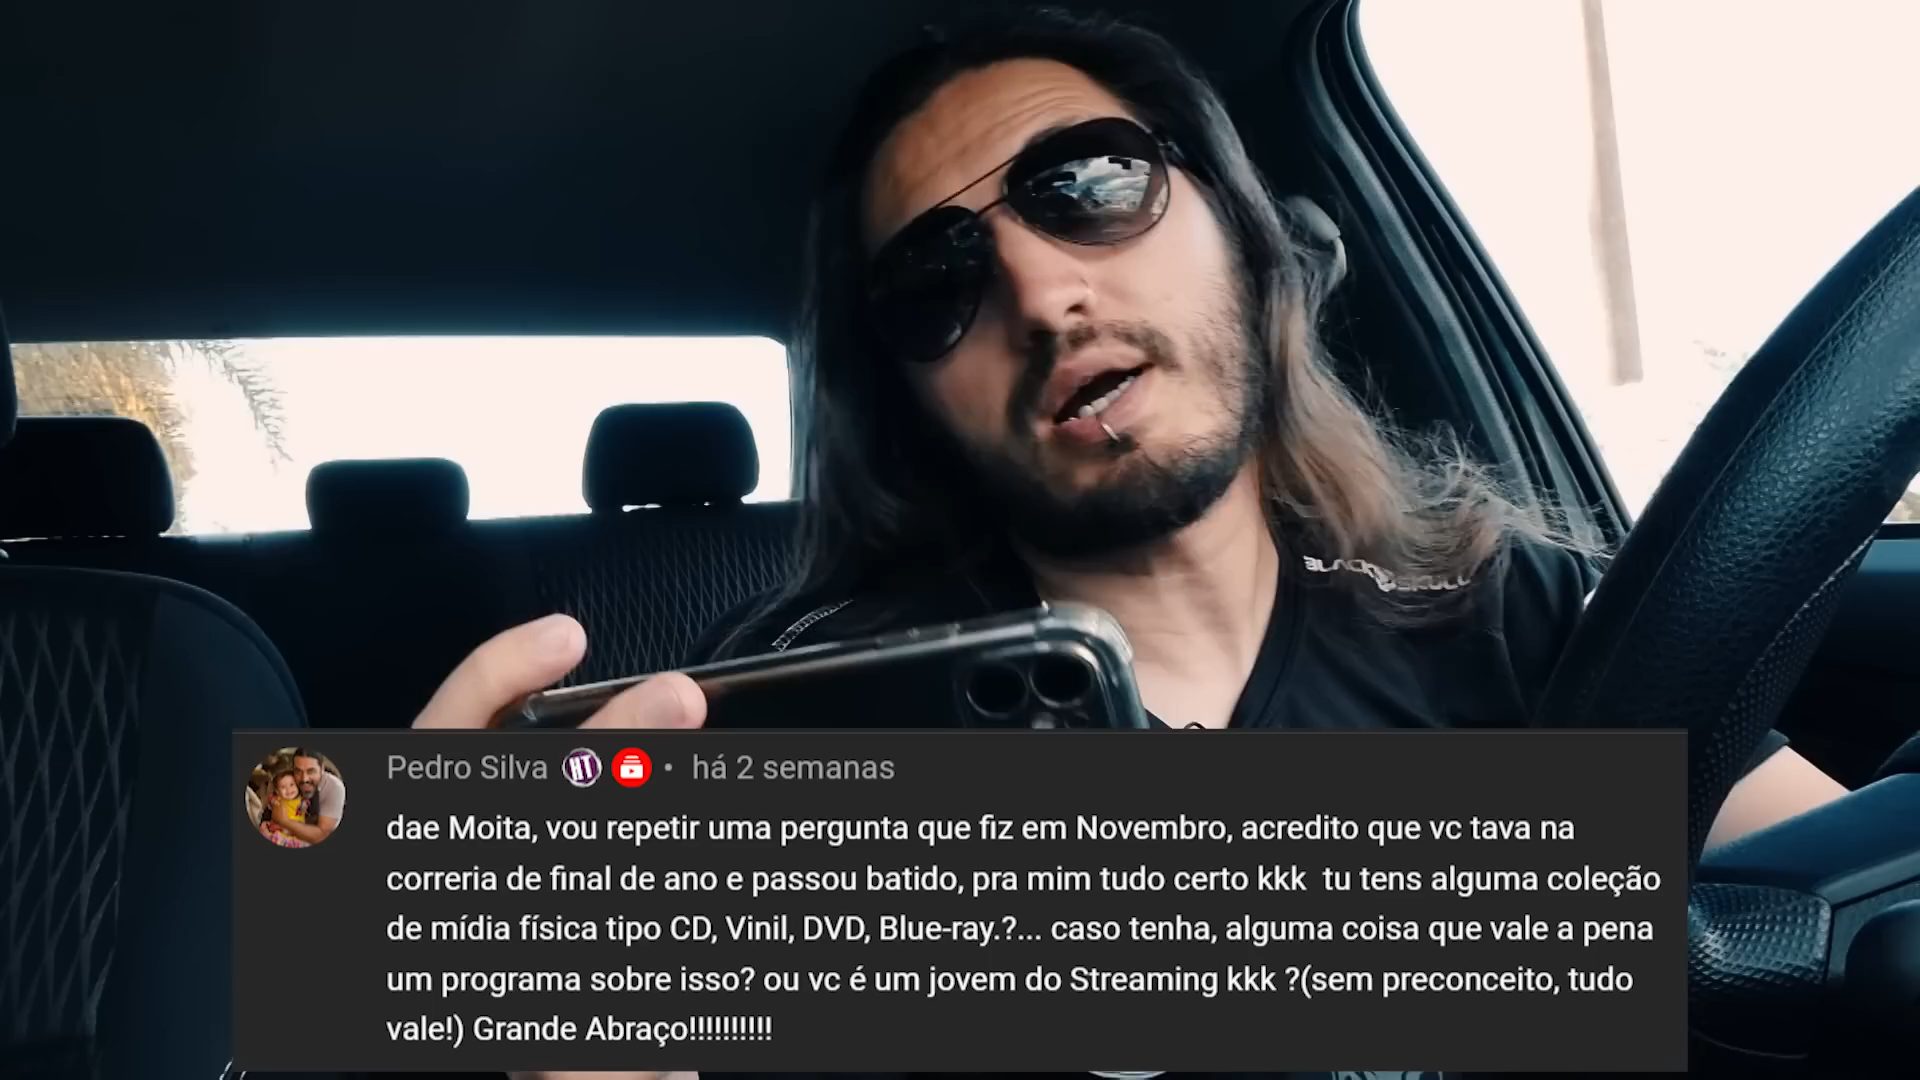 Pedro Silva HT • há 2 semanas
dae Moita, vou repetir uma pergunta que fiz em Novembro, acredito que vc tava na
correria de final de ano e passou batido, pra mim tudo certo kkk  tu tens alguma coleção
de mídia física tipo CD, Vinil, DVD, Blue-ray.?... caso tenha, alguma coisa que vale a pena
um programa sobre isso? ou vc é um jovem do Streaming kkk ?(sem preconceito, tudo
vale!) Grande Abraço!!!!!!!!!!